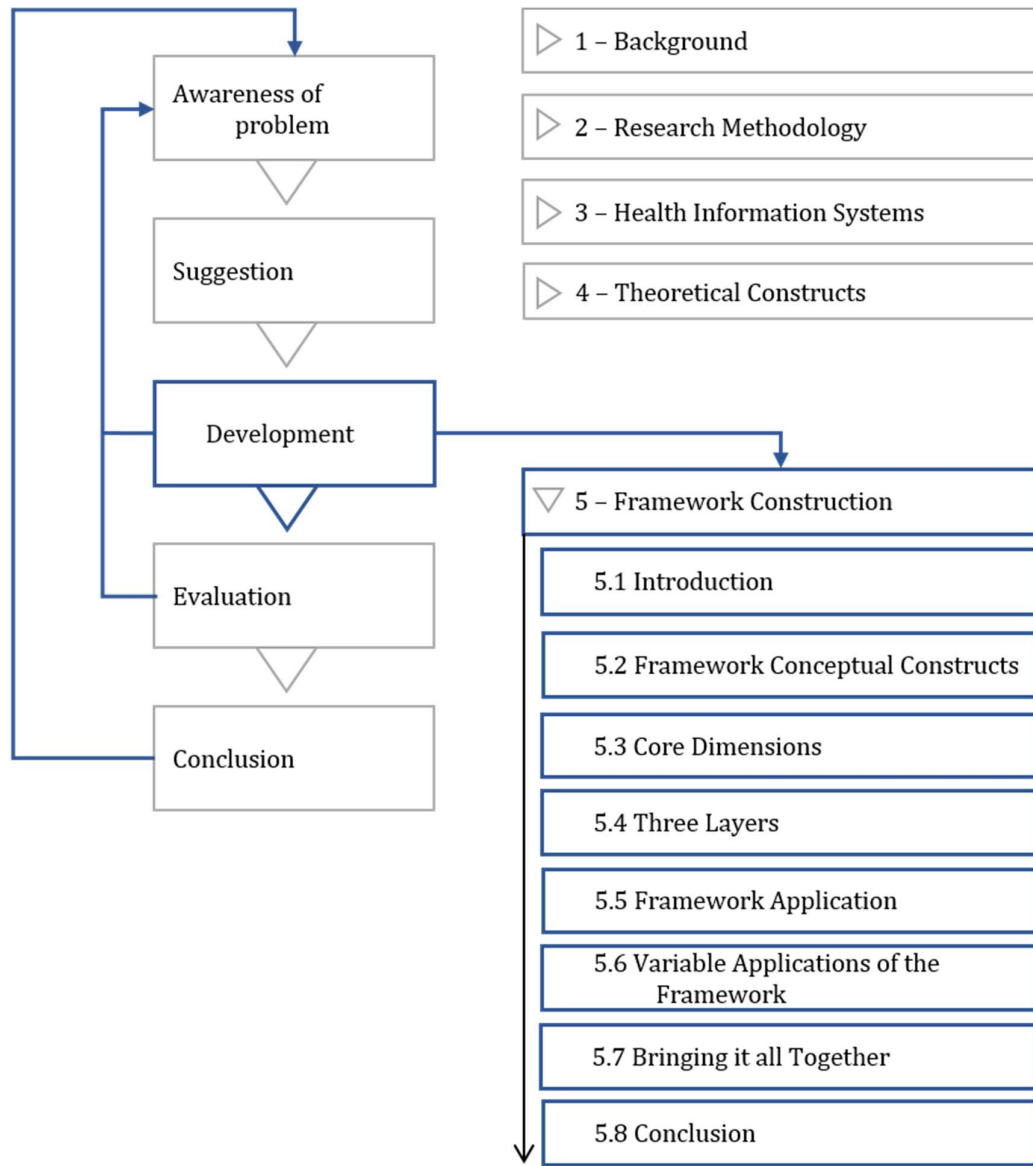 Awareness of
problem
Suggestion
Development
Evaluation
Conclusion
1 – Background
2 – Research Methodology
3 – Health Information Systems
4 – Theoretical Constructs
5 – Framework Construction
5.1 Introduction
5.2 Framework Conceptual Constructs
5.3 Core Dimensions
5.4 Three Layers
5.5 Framework Application
5.6 Variable Applications of the
Framework
5.7 Bringing it all Together
5.8 Conclusion